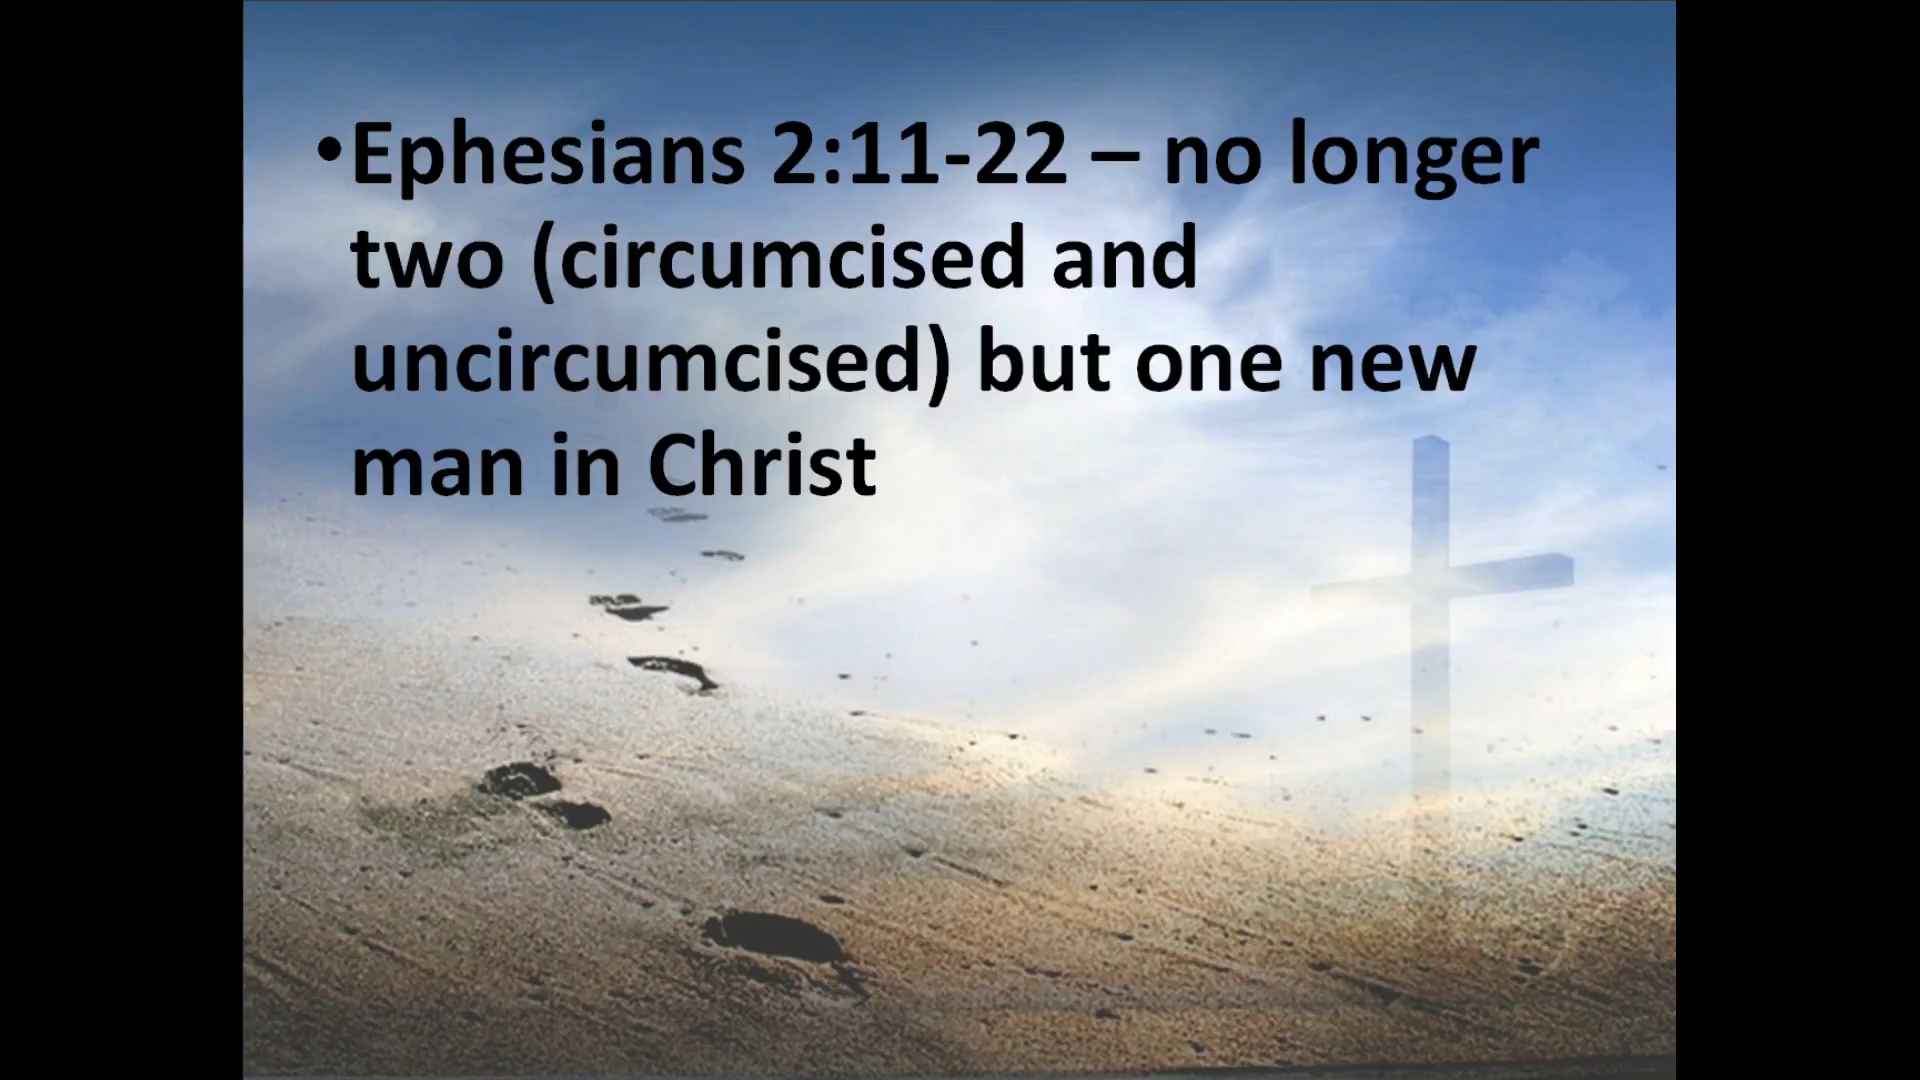 •Ephesians 2:11-22 – no longer
two (circumcised and
uncircumcised) but one new
man in Christ